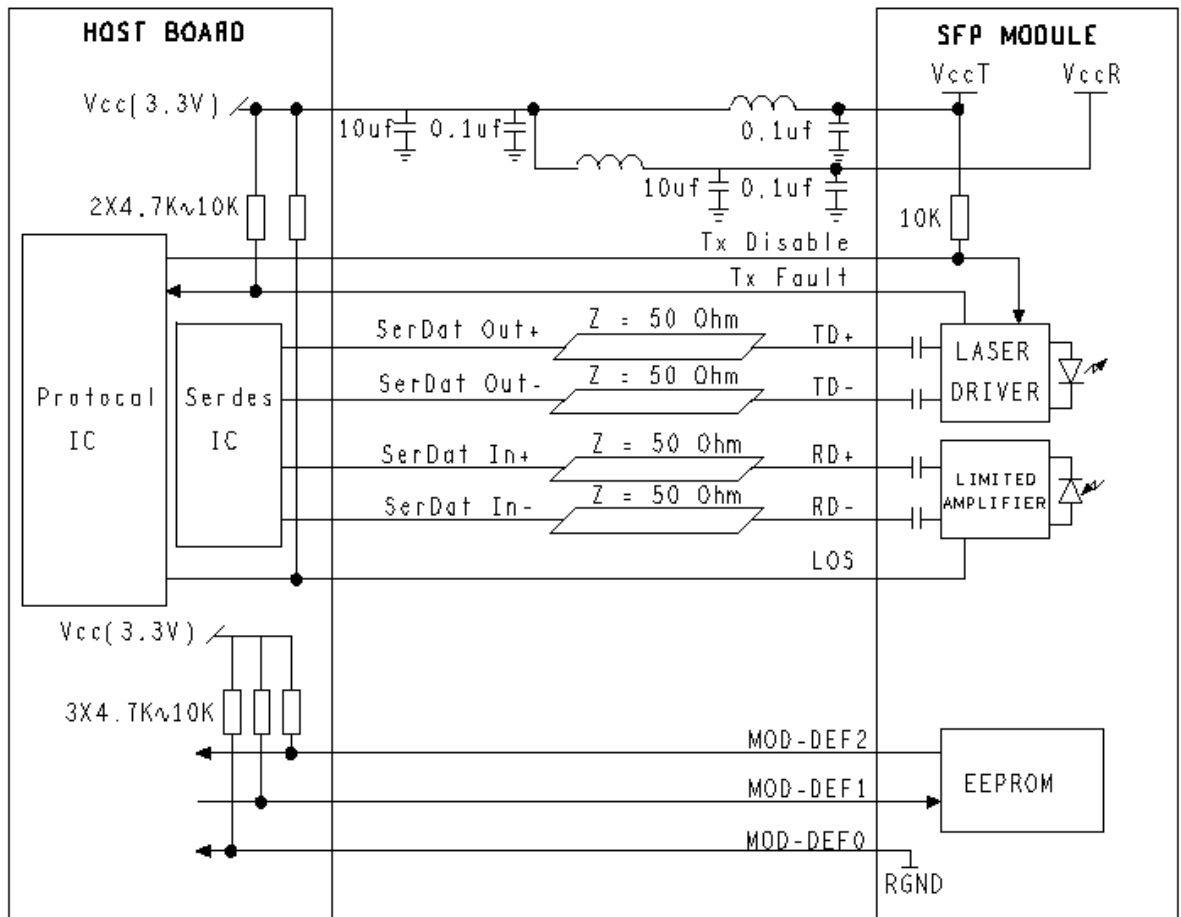 HOST BOARD
SFP MODULE
VccT
VccR
Vcc(3.3V)
10uf
0.1uf
0.1uf
10uf
0.1uf
2X4.7K~10K
10K
Tx Disable
Tx Fault
SerDat Out+
Z = 50 Ohm
TD+
SerDat Out-
Z = 50 Ohm
TD-
LASER
DRIVER
Protocal
IC
Serdes
IC
SerDat In+
Z = 50 Ohm
RD+
SerDat In-
Z = 50 Ohm
RD-
LIMITED
AMPLIFIER
LOS
Vcc(3.3V)
3X4.7K~10K
MOD-DEF2
MOD-DEF1
MOD-DEF0
EEPROM
RGND